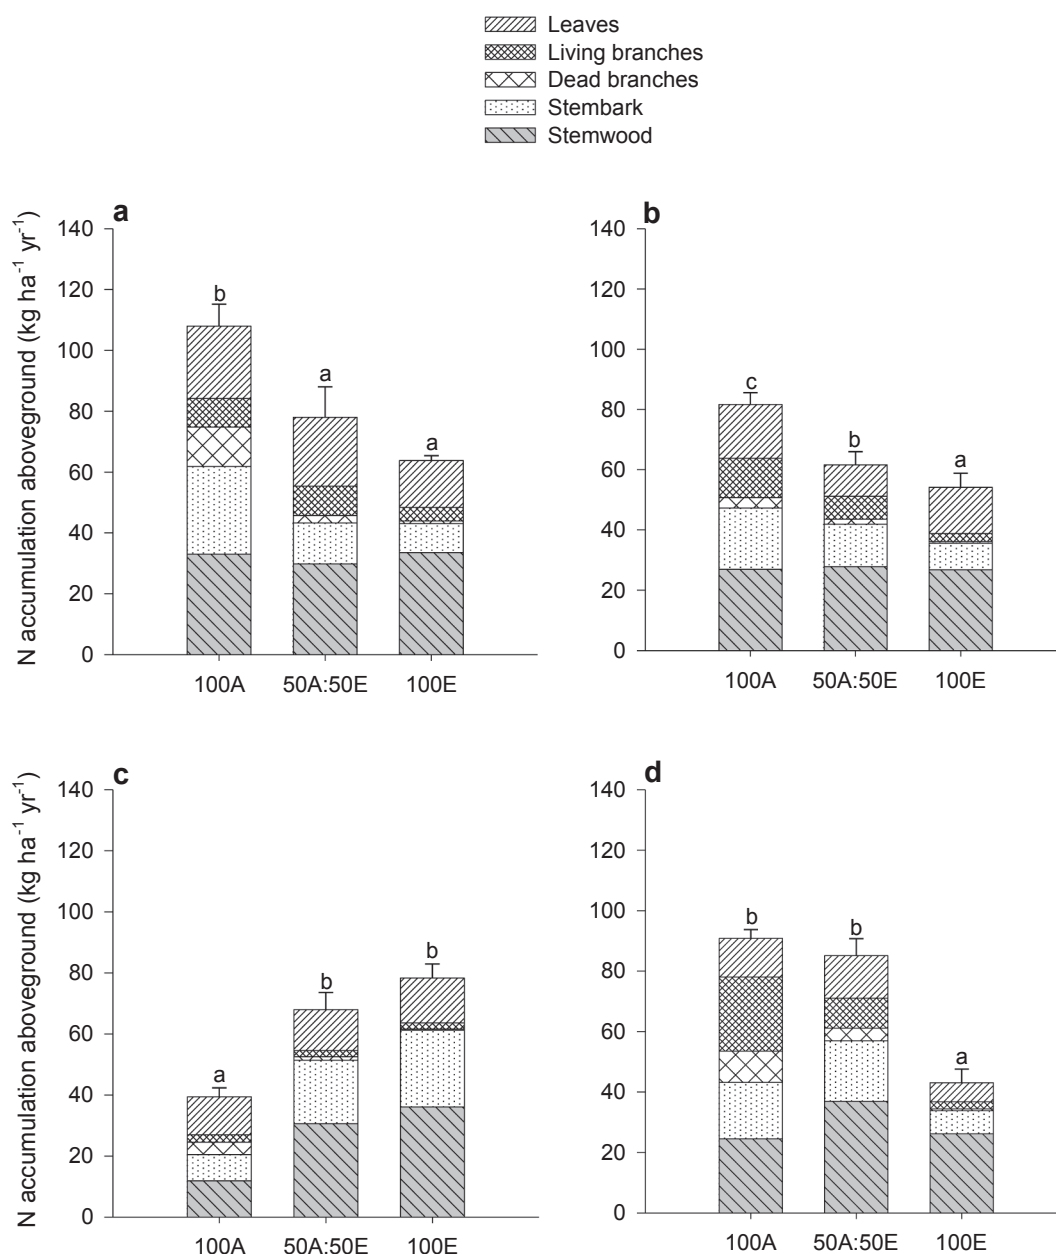 Leaves
Living branches
Dead branches
Stembark
Stemwood
a
N accumulation aboveground (kg ha⁻¹ yr⁻¹)
140
120
100
80
60
40
20
0
b
a
a
100A
50A:50E
100E
b
140
120
100
80
60
40
20
0
c
b
a
100A
50A:50E
100E
c
N accumulation aboveground (kg ha⁻¹ yr⁻¹)
140
120
100
80
60
40
20
0
a
b
b
100A
50A:50E
100E
d
140
120
100
80
60
40
20
0
b
b
a
100A
50A:50E
100E